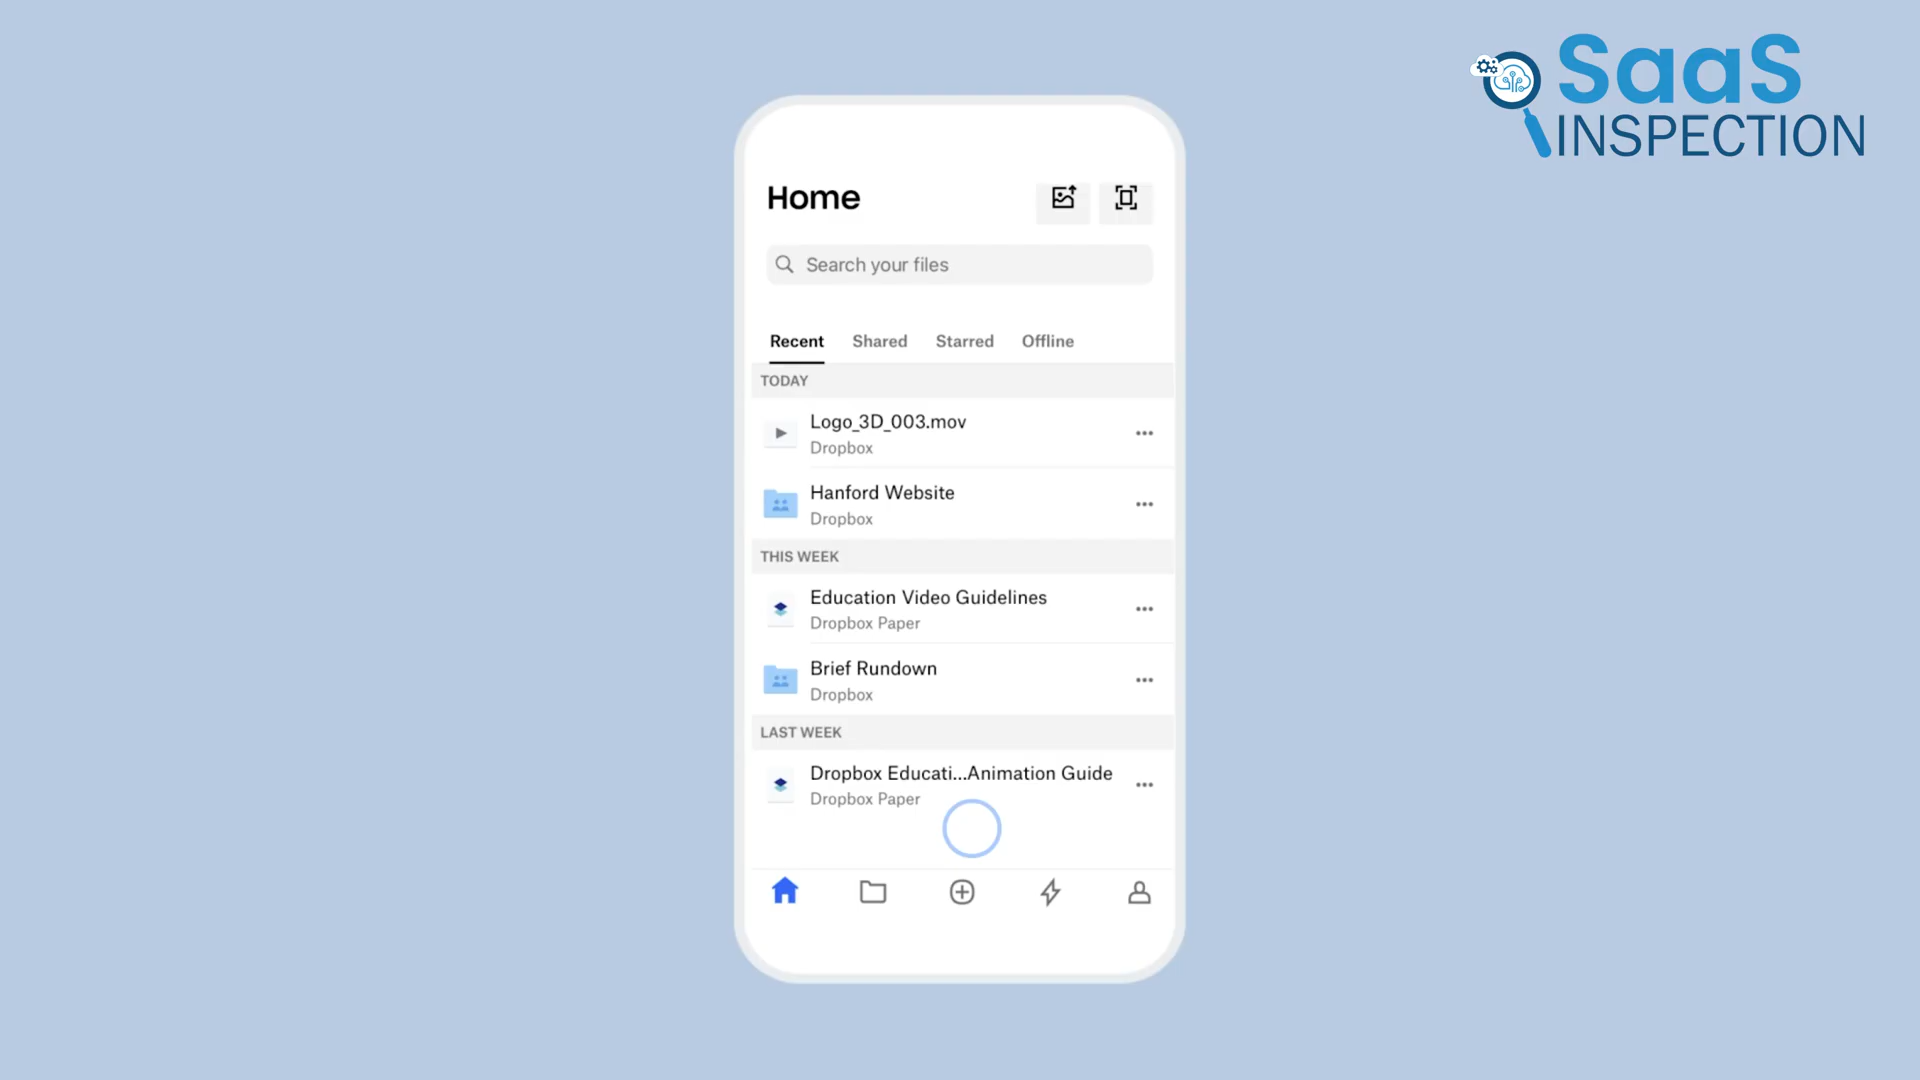 SaaS
INSPECTION
Home
Search your files
Recent Shared Starred Offline
TODAY
Logo_3D_003.mov
Dropbox
Hanford Website
Dropbox
THIS WEEK
Education Video Guidelines
Dropbox Paper
Brief Rundown
Dropbox
LAST WEEK
Dropbox Educati...Animation Guide
Dropbox Paper